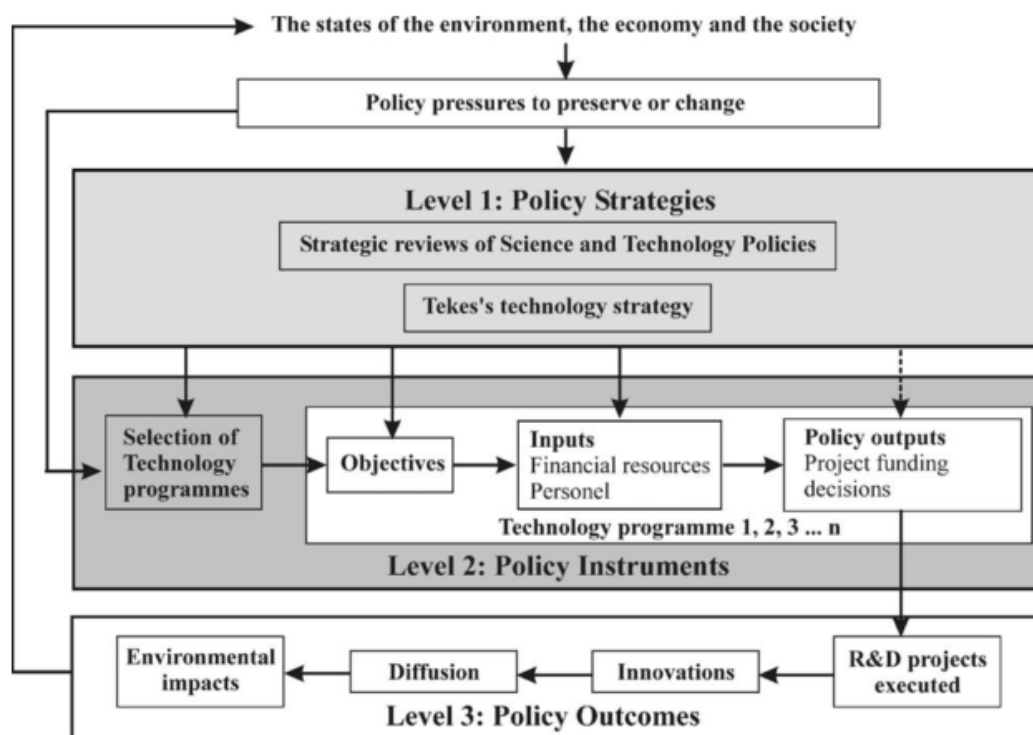 The states of the environment, the economy and the society
Policy pressures to preserve or change
Level 1: Policy Strategies
Strategic reviews of Science and Technology Policies
Tekes's technology strategy
Selection of
Technology
programmes
Objectives
Inputs
Financial resources
Personel
Policy outputs
Project funding
decisions
Technology programme 1, 2, 3 ... n
Level 2: Policy Instruments
Environmental
impacts
Diffusion
Innovations
R&D projects
executed
Level 3: Policy Outcomes